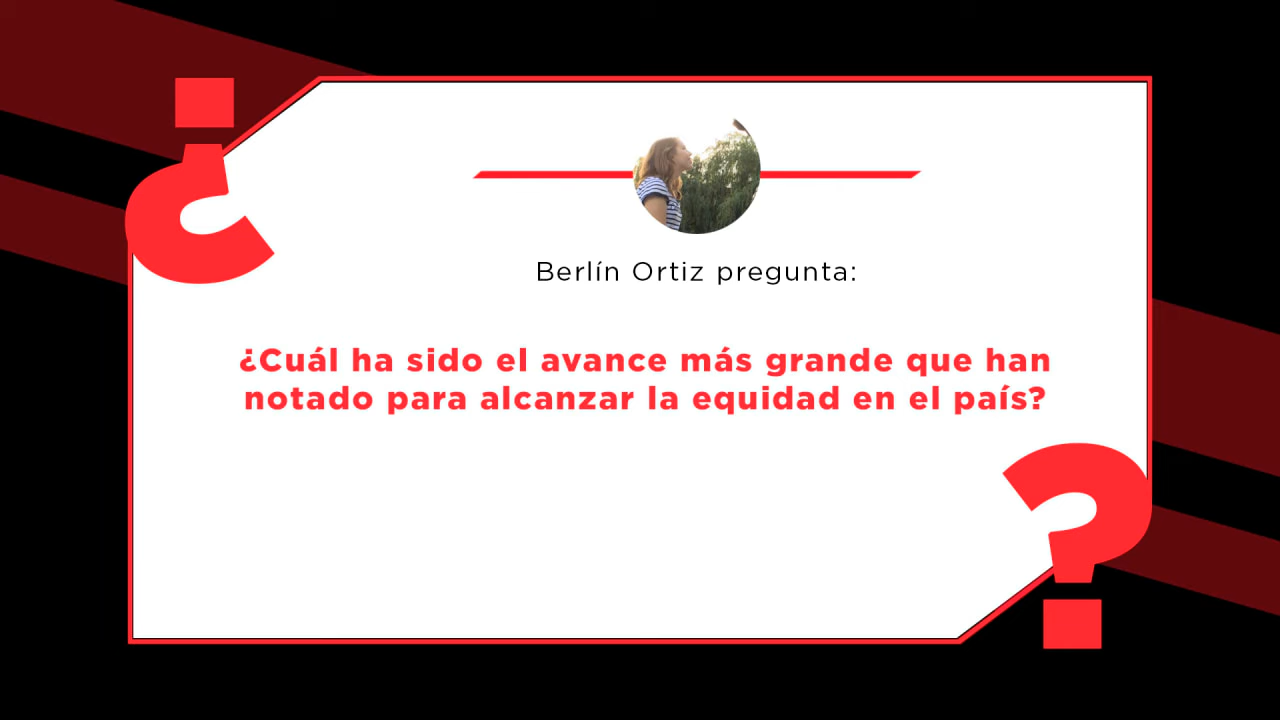 Berlín Ortiz pregunta:
¿Cuál ha sido el avance más grande que han
notado para alcanzar la equidad en el país?